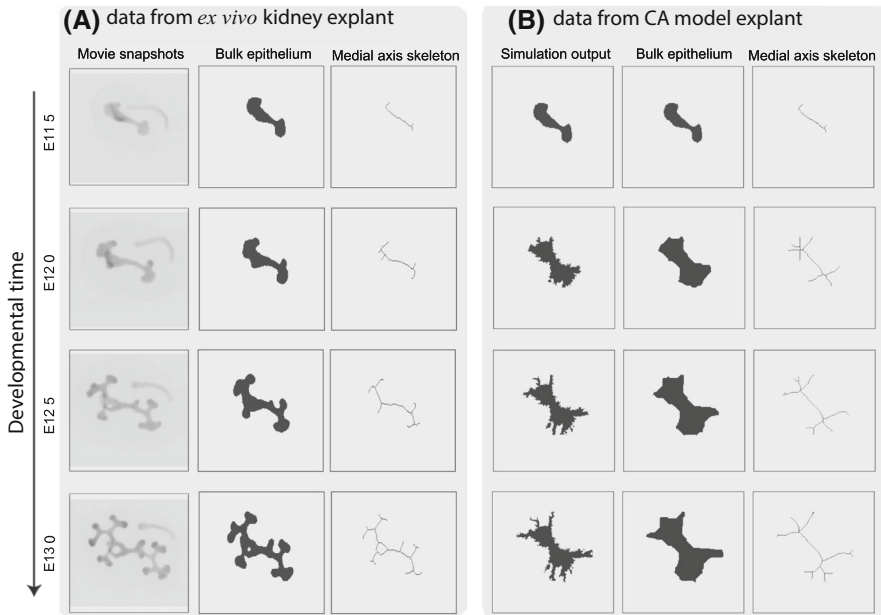 (A) data from ex vivo kidney explant
Movie snapshots Bulk epithelium Medial axis skeleton
(B) data from CA model explant
Simulation output Bulk epithelium Medial axis skeleton
Developmental time
E11 5
E12 0
E12 5
E13 0